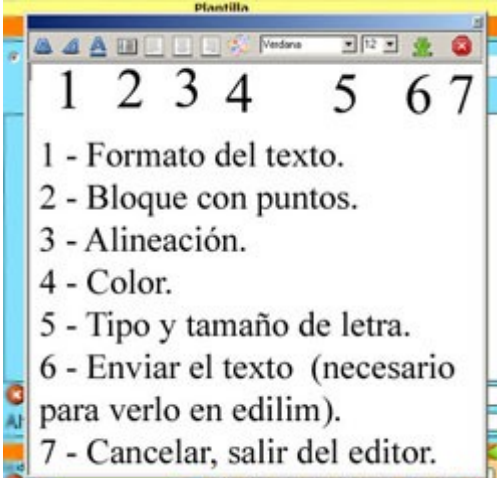 Plantilla
Verdana 12
1 2 3 4 5 6 7
1 - Formato del texto.
2 - Bloque con puntos.
3 - Alineación.
4 - Color.
5 - Tipo y tamaño de letra.
6 - Enviar el texto (necesario
para verlo en edilim).
7 - Cancelar, salir del editor.